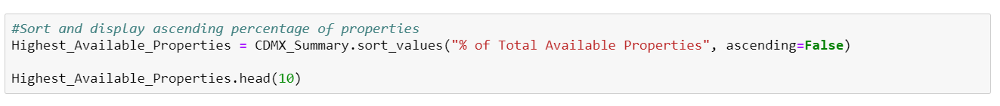 #Sort and display ascending percentage of properties
Highest_Available_Properties = CDMX_Summary.sort_values("% of Total Available Properties", ascending=False)
Highest_Available_Properties.head(10)